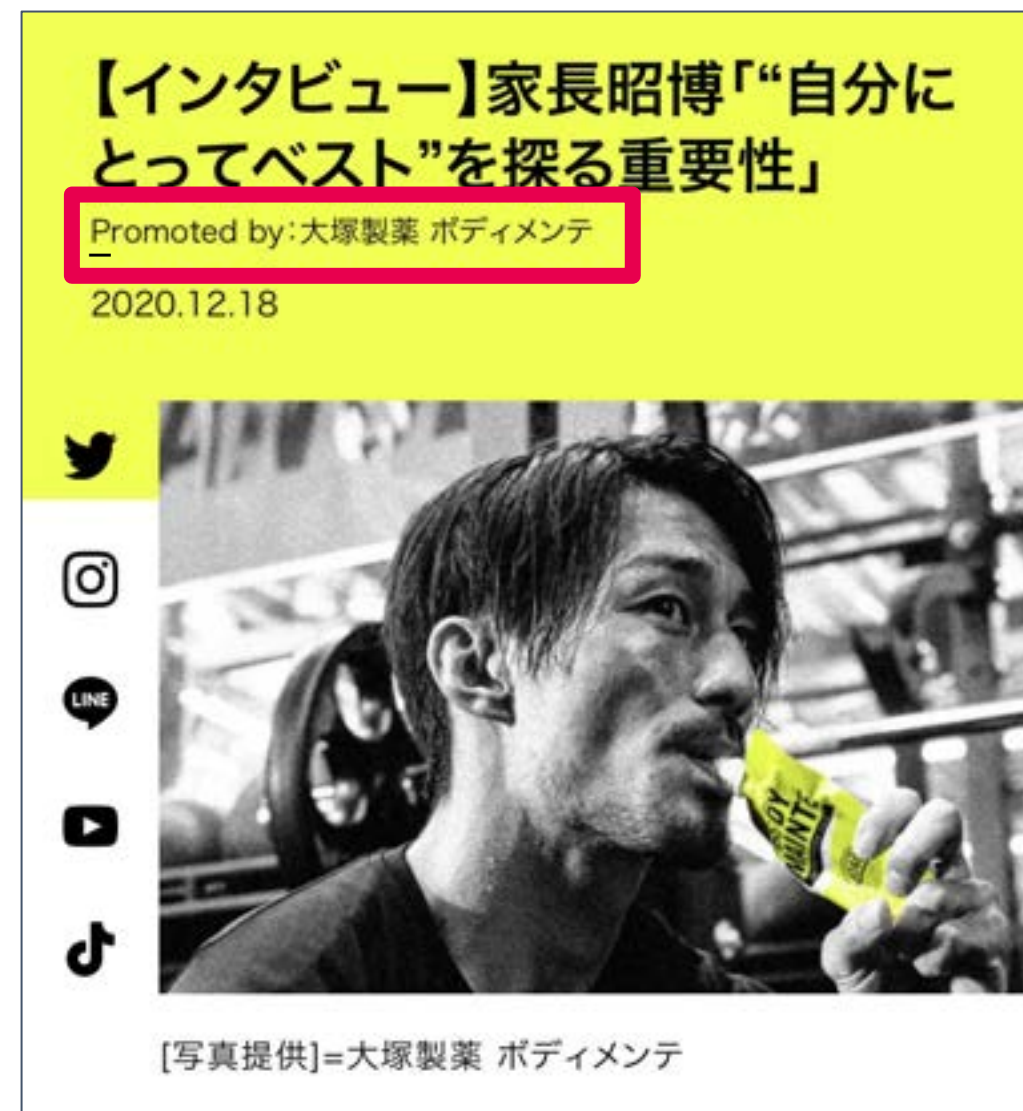 【インタビュー】家長昭博「“自分に
とってベスト”を探る重要性」
Promoted by：大塚製薬 ボディメンテ
2020.12.18
LINE
BODY
MAINTÉ
[写真提供]=大塚製薬 ボディメンテ